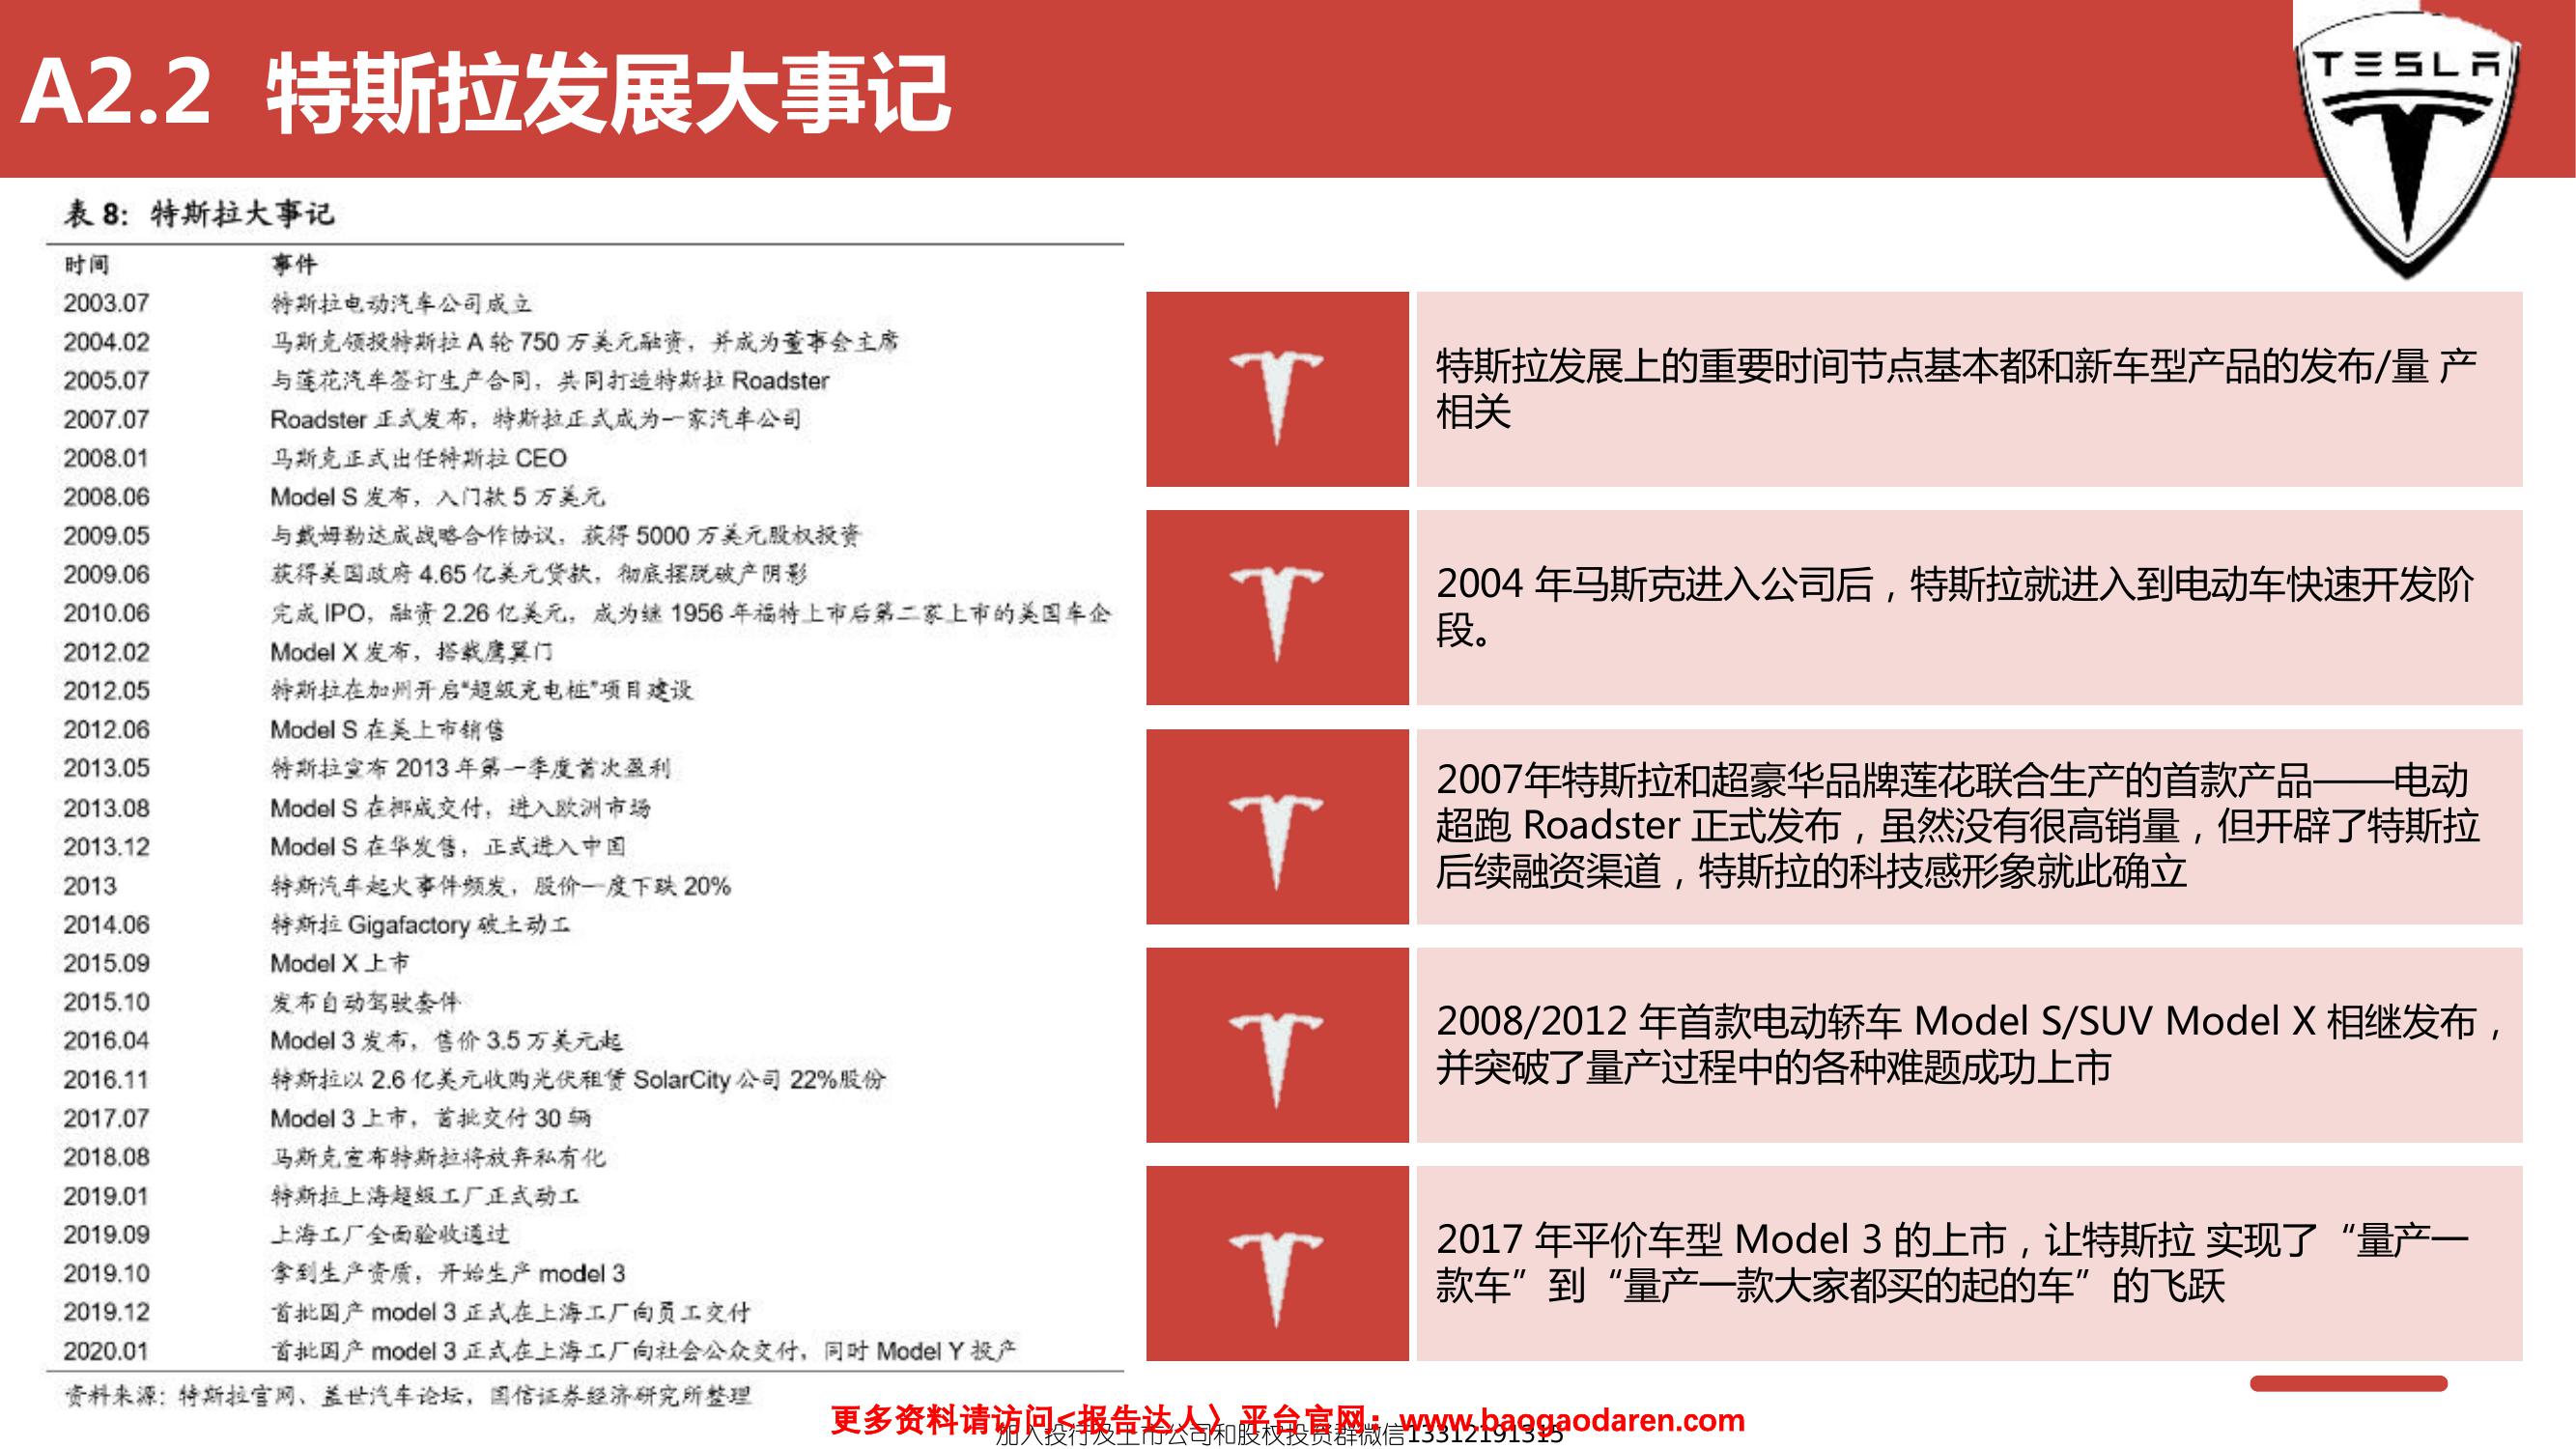 A2.2 特斯拉发展大事记
TESLA
表 8：特斯拉大事记
时间 事件
2003.07 特斯拉电动汽车公司成立
2004.02 马斯克领投特斯拉 A 轮 750 万美元融资，并成为董事会主席
2005.07 与莲花汽车签订生产合同，共同打造特斯拉 Roadster
2007.07 Roadster 正式发布，特斯拉正式成为一家汽车公司
2008.01 马斯克正式出任特斯拉 CEO
2008.06 Model S 发布，入门款 5 万美元
2009.05 与戴姆勒达成战略合作协议，获得 5000 万美元股权投资
2009.06 获得美国政府 4.65 亿美元贷款，彻底摆脱破产阴影
2010.06 完成 IPO，融资 2.26 亿美元，成为继 1956 年福特上市后第二家上市的美国车企
2012.02 Model X 发布，搭载鹰翼门
2012.05 特斯拉在加州开启“超级充电桩”项目建设
2012.06 Model S 在美上市销售
2013.05 特斯拉宣布 2013 年第一季度首次盈利
2013.08 Model S 在挪威交付，进入欧洲市场
2013.12 Model S 在华发售，正式进入中国
2013 特斯汽车起火事件频发，股价一度下跌 20%
2014.06 特斯拉 Gigafactory 破土动工
2015.09 Model X 上市
2015.10 发布自动驾驶套件
2016.04 Model 3 发布，售价 3.5 万美元起
2016.11 特斯拉以 2.6 亿美元收购光伏租赁 SolarCity 公司 22%股份
2017.07 Model 3 上市，首批交付 30 辆
2018.08 马斯克宣布特斯拉将放弃私有化
2019.01 特斯拉上海超级工厂正式动工
2019.09 上海工厂全面验收通过
2019.10 拿到生产资质，开始生产 model 3
2019.12 首批国产 model 3 正式在上海工厂向员工交付
2020.01 首批国产 model 3 正式在上海工厂向社会公众交付，同时 Model Y 投产
资料来源：特斯拉官网、盖世汽车论坛，国信证券经济研究所整理
特斯拉发展上的重要时间节点基本都和新车型产品的发布/量 产
相关
2004 年马斯克进入公司后，特斯拉就进入到电动车快速开发阶
段。
2007年特斯拉和超豪华品牌莲花联合生产的首款产品——电动
超跑 Roadster 正式发布，虽然没有很高销量，但开辟了特斯拉
后续融资渠道，特斯拉的科技感形象就此确立
2008/2012 年首款电动轿车 Model S/SUV Model X 相继发布，
并突破了量产过程中的各种难题成功上市
2017 年平价车型 Model 3 的上市，让特斯拉 实现了“量产一
款车”到“量产一款大家都买的起的车”的飞跃
更多资料请访问<报告达人〉平台官网：www.baogaodaren.com
加入投行及上市公司和股权投资群微信13312191315